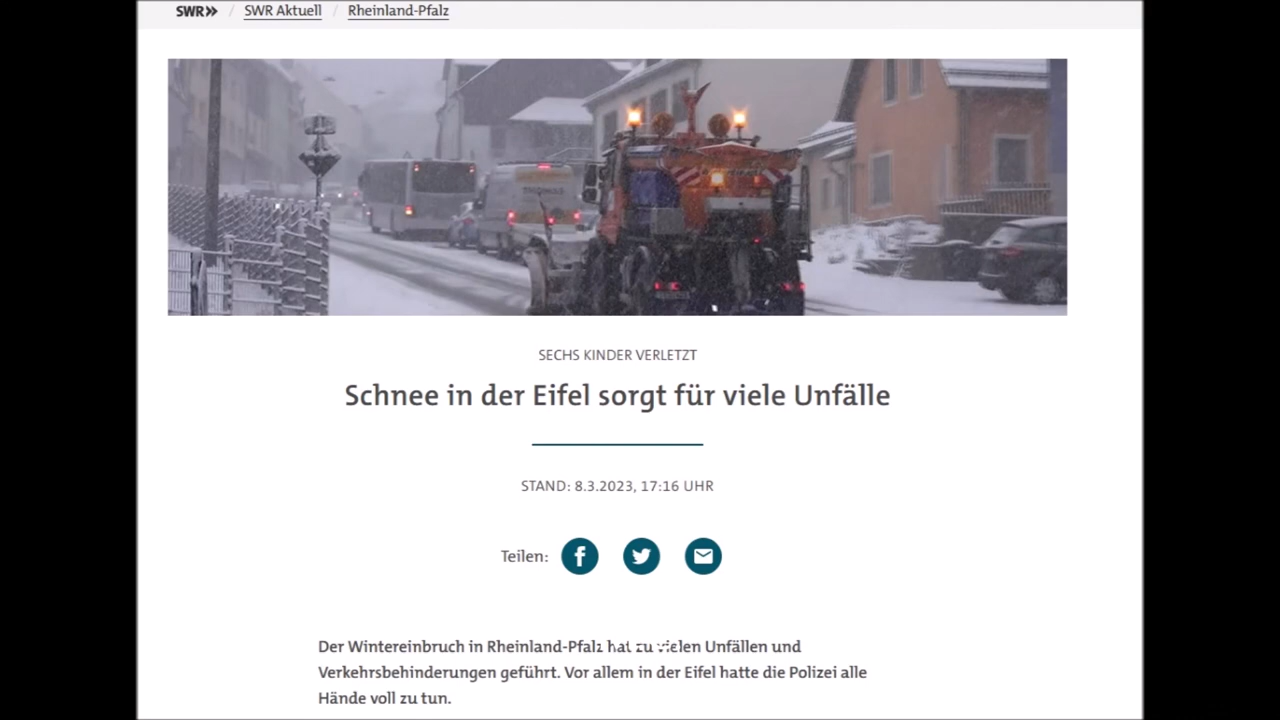 SWR» / SWR Aktuell / Rheinland-Pfalz
SECHS KINDER VERLETZT
Schnee in der Eifel sorgt für viele Unfälle
STAND: 8.3.2023, 17:16 UHR
Teilen:
Der Wintereinbruch in Rheinland-Pfalz hat zu vielen Unfällen und
Verkehrsbehinderungen geführt. Vor allem in der Eifel hatte die Polizei alle
Hände voll zu tun.